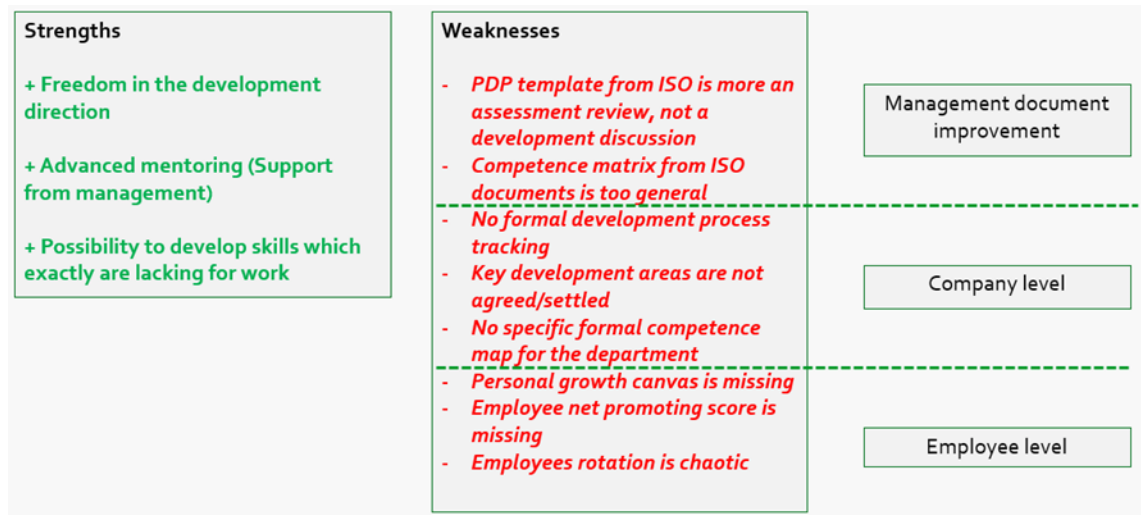 Strengths
+ Freedom in the development
direction
+ Advanced mentoring (Support
from management)
+ Possibility to develop skills which
exactly are lacking for work
Weaknesses
- PDP template from ISO is more an
assessment review, not a
development discussion
- Competence matrix from ISO
documents is too general
- No formal development process
tracking
- Key development areas are not
agreed/settled
- No specific formal competence
map for the department
- Personal growth canvas is missing
- Employee net promoting score is
missing
- Employees rotation is chaotic
Management document
improvement
Company level
Employee level